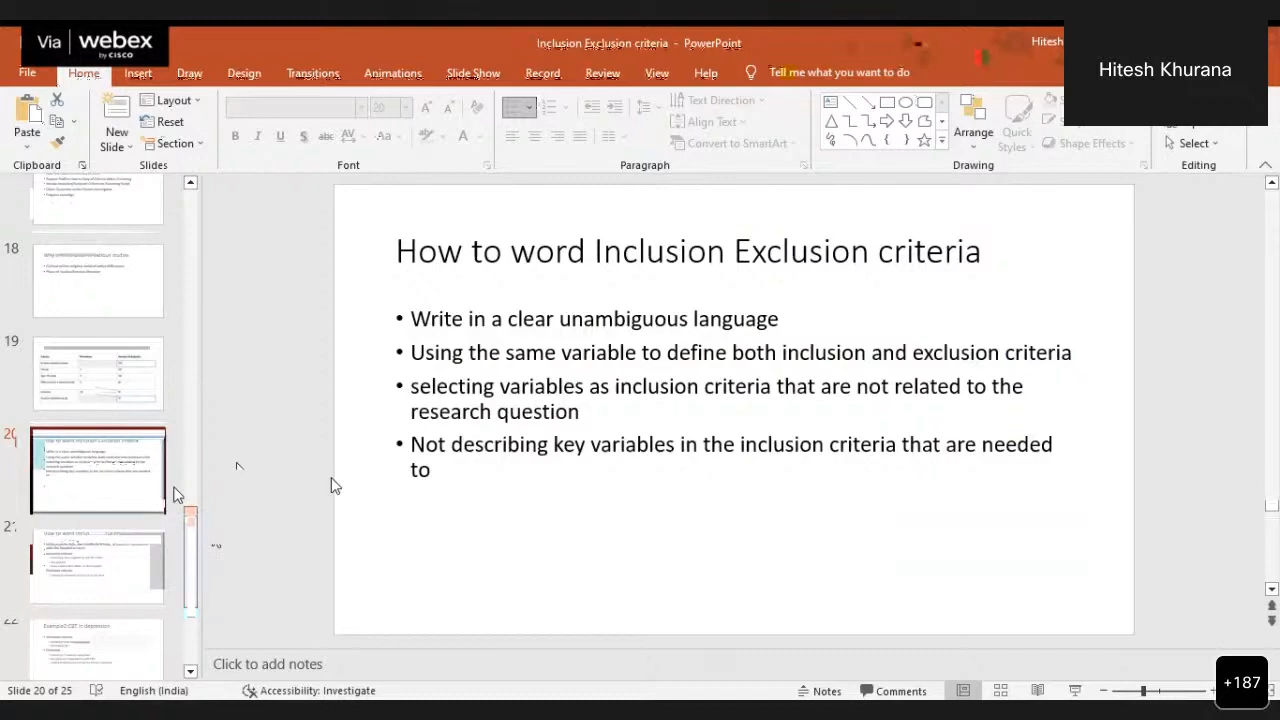 Via webex
by CISCO
Inclusion Exclusion criteria - PowerPoint
Hitesh
Hitesh Khurana
File Home Draw Design Transitions Animations Slide Show Record Review View Help Tell me what you want to do
Paste
New
Slide
Layout
Reset
Section
20
B I U S abc AV Aa A
Text Direction
Align Text
Convert to SmartArt
Arrange
Quick
Styles
Shape Effects
Select
Clipboard Slides Font Paragraph Drawing Editing
18
19
20
How to word Inclusion Exclusion criteria
• Write in a clear unambiguous language
• Using the same variable to define both inclusion and exclusion criteria
• selecting variables as inclusion criteria that are not related to the
research question
• Not describing key variables in the inclusion criteria that are needed
to
Click to add notes
Slide 20 of 25 English (India) Accessibility: Investigate Notes Comments
+187